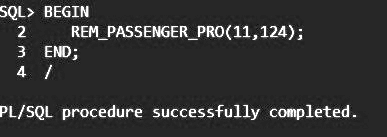 SQL> BEGIN
2 REM_PASSENGER_PRO(11,124);
3 END;
4 /
PL/SQL procedure successfully completed.